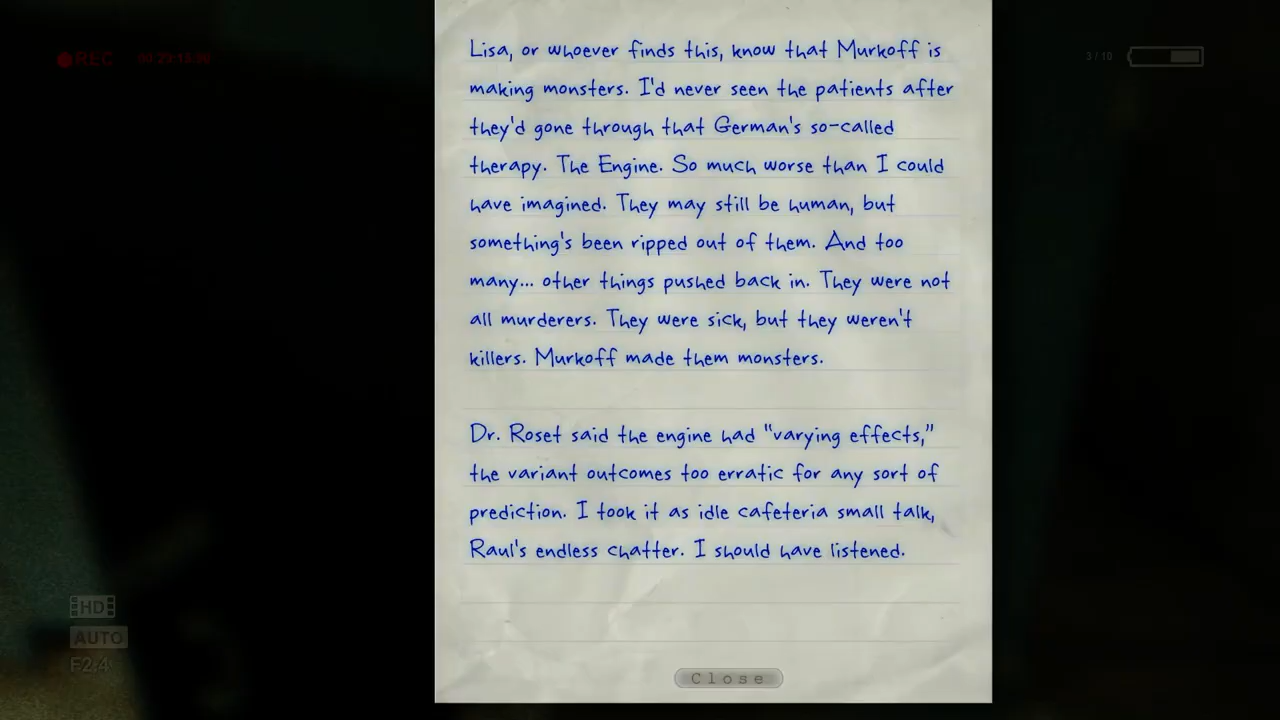 REC
3/10
Lisa, or whoever finds this, know that Murkoff is
making monsters. I'd never seen the patients after
they'd gone through that German's so-called
therapy. The Engine. So much worse than I could
have imagined. They may still be human, but
something's been ripped out of them. And too
many... other things pushed back in. They were not
all murderers. They were sick, but they weren't
killers. Murkoff made them monsters.
Dr. Roset said the engine had "varying effects,"
the variant outcomes too erratic for any sort of
prediction. I took it as idle cafeteria small talk,
Raul's endless chatter. I should have listened.
HD
AUTO
F2.4
Close